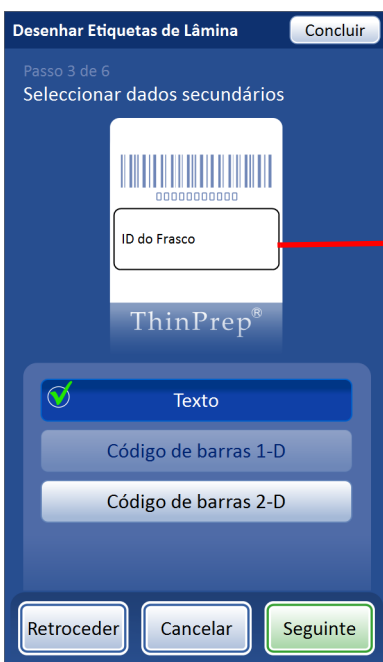 Desenhar Etiquetas de Lâmina
Concluir
Passo 3 de 6
Seleccionar dados secundários
00000000000
ID do Frasco
ThinPrep®
Texto
Código de barras 1-D
Código de barras 2-D
Retroceder
Cancelar
Seguinte